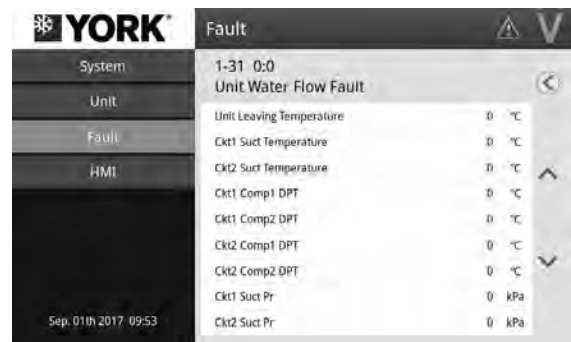 YORK
Fault
V
System
Unit
Fault
HMI
Sep. 01th 2017 09:53
1-31 0:0
Unit Water Flow Fault
Unit Leaving Temperature 0 ℃
Ckt1 Suct Temperature 0 ℃
Ckt2 Suct Temperature 0 ℃
Ckt1 Comp1 DPT 0 ℃
Ckt1 Comp2 DPT 0 ℃
Ckt2 Comp1 DPT 0 ℃
Ckt2 Comp2 DPT 0 ℃
Ckt1 Suct Pr 0 kPa
Ckt2 Suct Pr 0 kPa